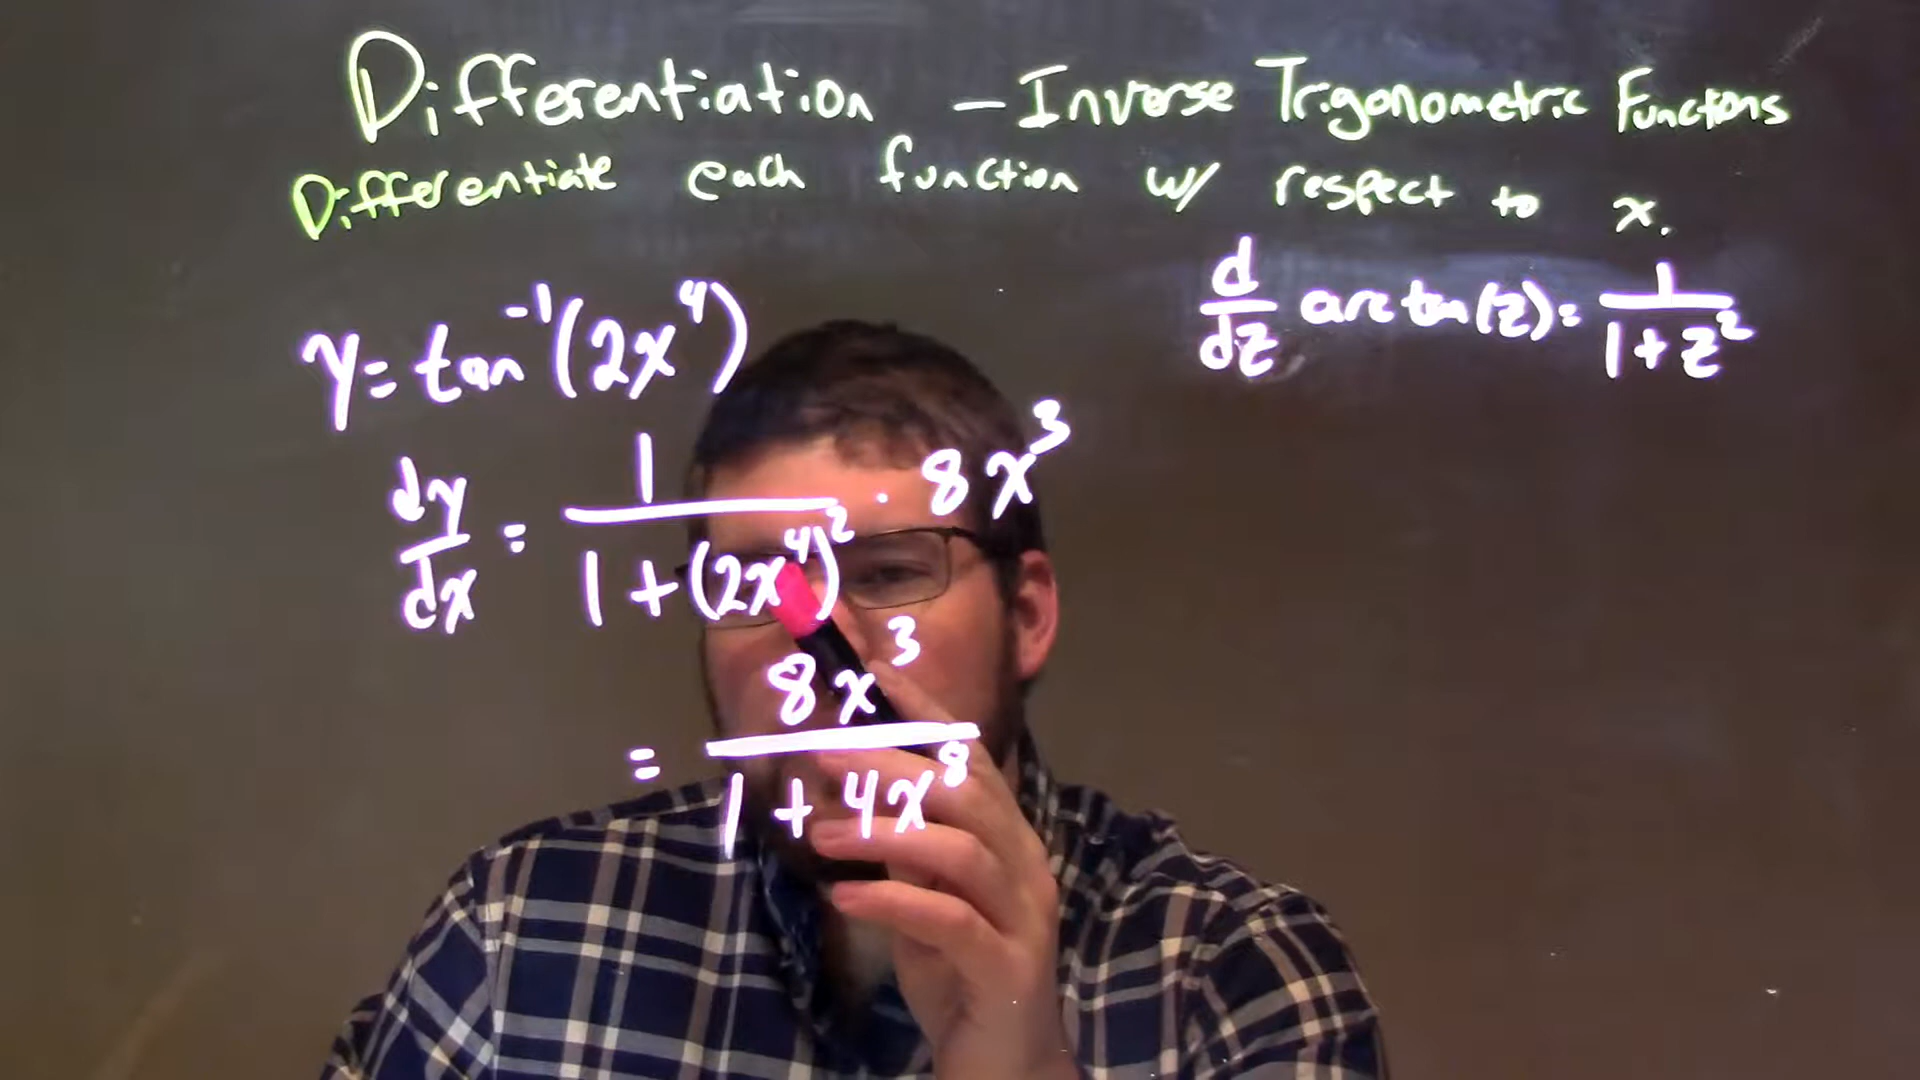 Differentiation - Inverse Trigonometric Functions
Differentiate each function w/ respect to x.
d/dz arctan(z) = 1/(1+z²)
y = tan⁻¹(2x⁴)
dy/dx = 1/(1+(2x⁴)²) · 8x³
= 8x³/(1+4x⁸)